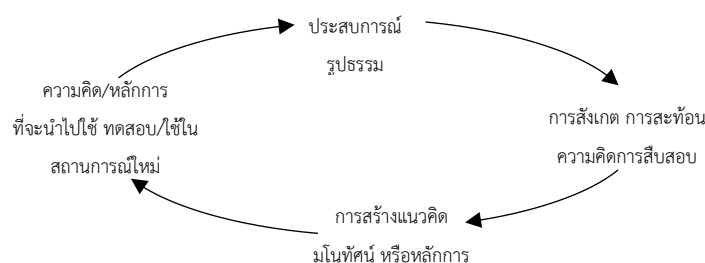 ประสบการณ์
รูปธรรม
ความคิด/หลักการ
ที่จะนำไปใช้ ทดสอบ/ใช้ใน
สถานการณ์ใหม่
การสังเกต การสะท้อน
ความคิดการสืบสอบ
การสร้างแนวคิด
มโนทัศน์ หรือหลักการ